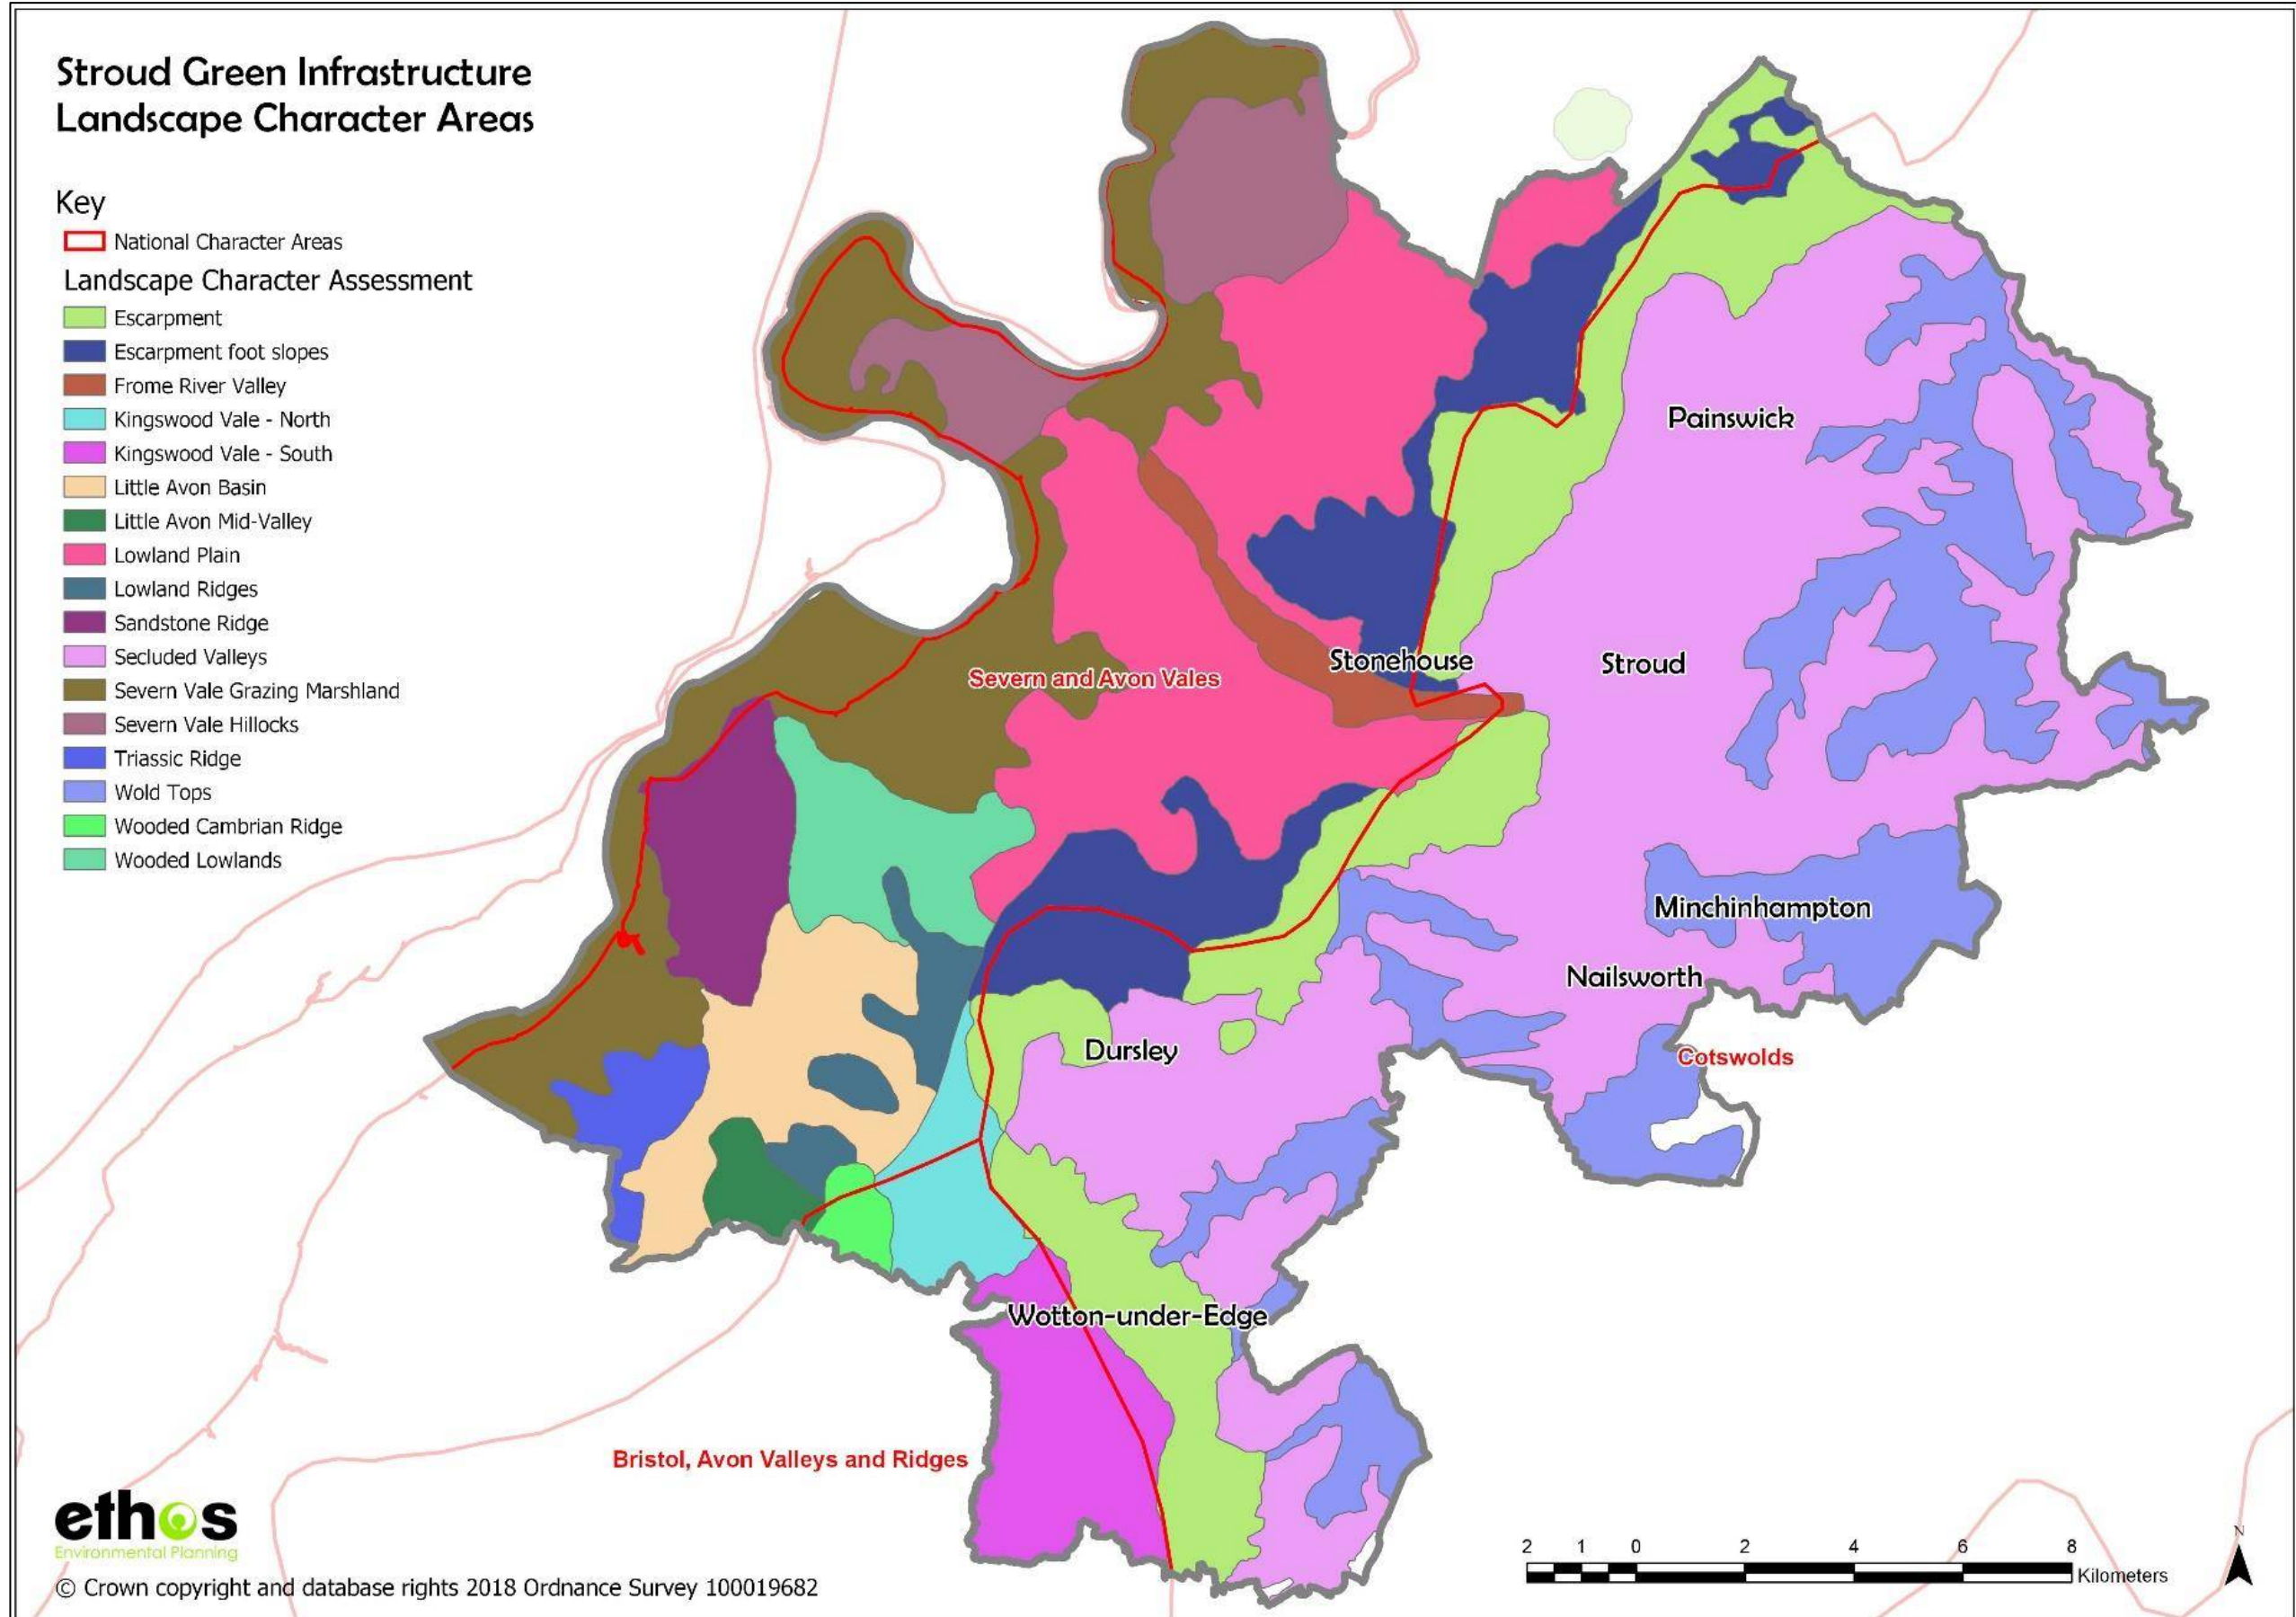 Stroud Green Infrastructure
Landscape Character Areas
Key
National Character Areas
Landscape Character Assessment
Escarpment
Escarpment foot slopes
Frome River Valley
Kingswood Vale - North
Kingswood Vale - South
Little Avon Basin
Little Avon Mid-Valley
Lowland Plain
Lowland Ridges
Sandstone Ridge
Secluded Valleys
Severn Vale Grazing Marshland
Severn Vale Hillocks
Triassic Ridge
Wold Tops
Wooded Cambrian Ridge
Wooded Lowlands
Painswick
Stonehouse
Stroud
Severn and Avon Vales
Minchinhampton
Nailsworth
Dursley
Cotswolds
Wotton-under-Edge
Bristol, Avon Valleys and Ridges
ethos
Environmental Planning
© Crown copyright and database rights 2018 Ordnance Survey 100019682
2 1 0 2 4 6 8
Kilometers
N